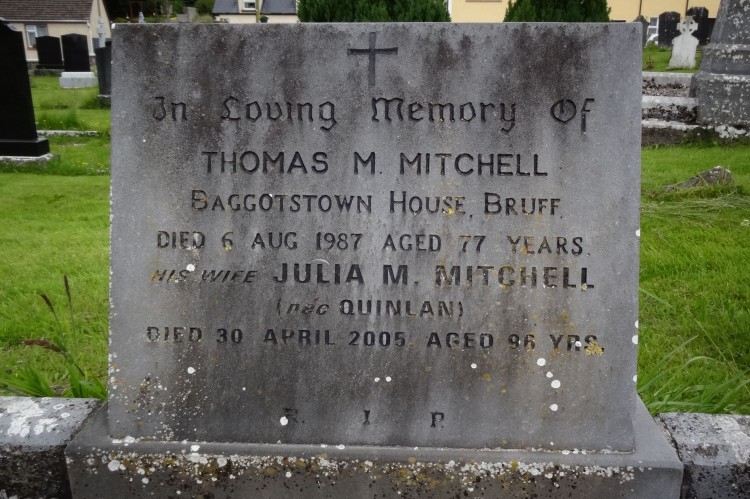 In Loving Memory Of
THOMAS M. MITCHELL
BAGGOTSTOWN HOUSE, BRUFF.
DIED 6 AUG 1987 AGED 77 YEARS.
HIS WIFE JULIA M. MITCHELL
(née QUINLAN)
DIED 30 APRIL 2005. AGED 96 YRS.
R I P